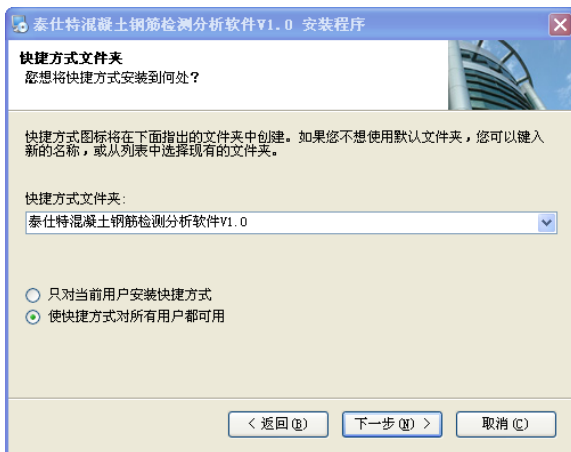 泰仕特混凝土钢筋检测分析软件V1.0 安装程序
快捷方式文件夹
您想将快捷方式安装到何处？
快捷方式图标将在下面指出的文件夹中创建。如果您不想使用默认文件夹，您可以键入
新的名称，或从列表中选择现有的文件夹。
快捷方式文件夹:
泰仕特混凝土钢筋检测分析软件V1.0
只对当前用户安装快捷方式
使快捷方式对所有用户都可用
< 返回(B)
下一步(N) >
取消(C)